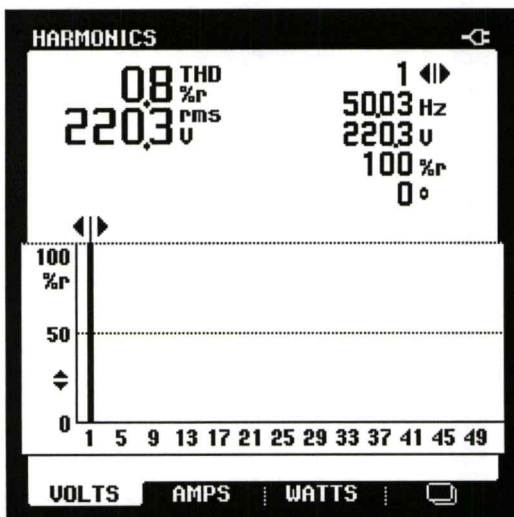 HARMONICS
0.8 THD %r
220.3 rms V
1
50.03 Hz
220.3 V
100 %r
0 °
100
%r
50
0
1 5 9 13 17 21 25 29 33 37 41 45 49
VOLTS AMPS WATTS